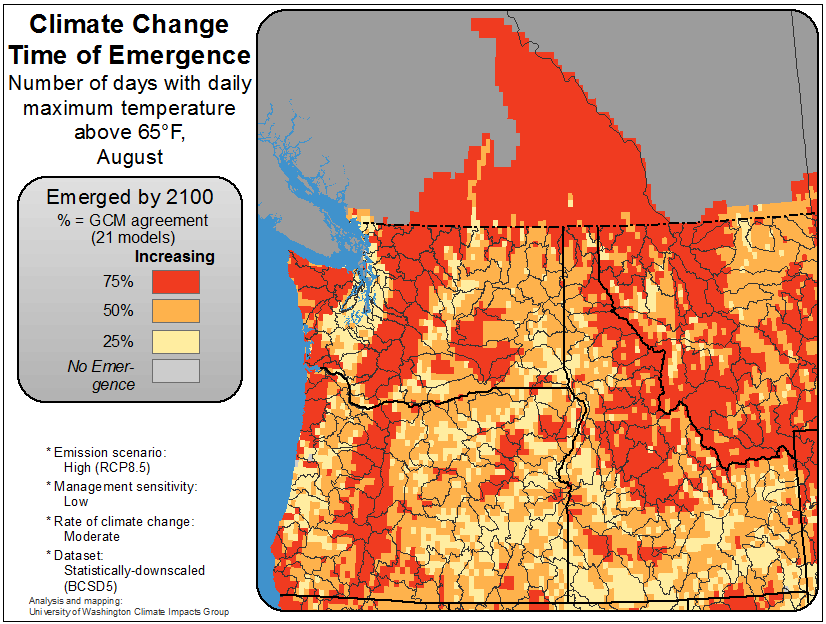 Climate Change
Time of Emergence
Number of days with daily
maximum temperature
above 65°F,
August
Emerged by 2100
% = GCM agreement
(21 models)
Increasing
75%
50%
25%
No Emer-
gence
* Emission scenario:
High (RCP8.5)
* Management sensitivity:
Low
* Rate of climate change:
Moderate
* Dataset:
Statistically-downscaled
(BCSD5)
Analysis and mapping:
University of Washington Climate Impacts Group